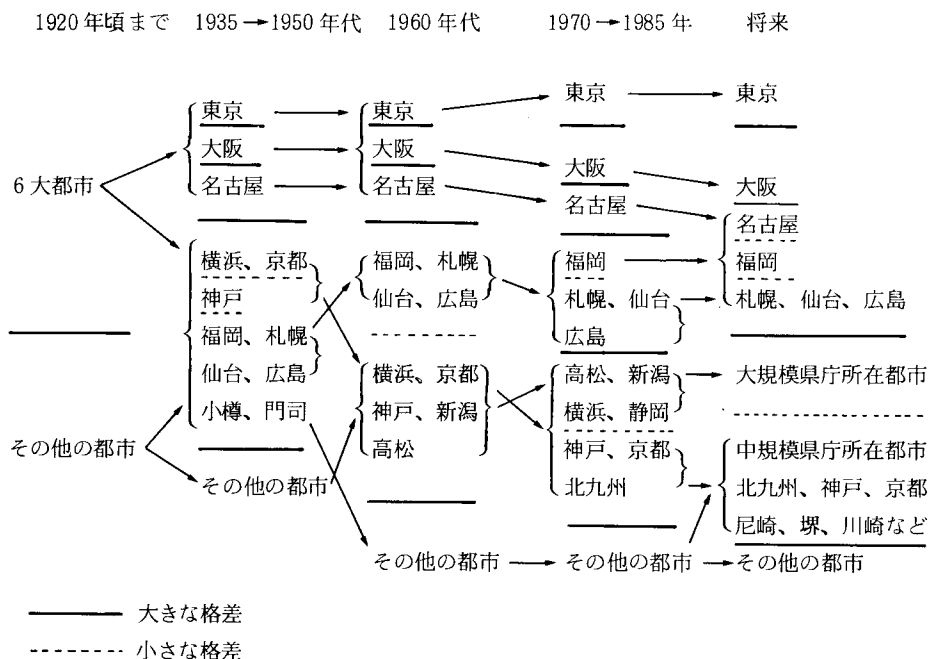 1920年頃まで 1935→1950年代 1960年代 1970→1985年 将来
6大都市
その他の都市
東京
大阪
名古屋
横浜、京都
神戸
福岡、札幌
仙台、広島
小樽、門司
その他の都市
東京
大阪
名古屋
福岡、札幌
仙台、広島
横浜、京都
神戸、新潟
高松
その他の都市
東京
大阪
名古屋
福岡
札幌、仙台
広島
高松、新潟
横浜、静岡
神戸、京都
北九州
その他の都市
東京
大阪
名古屋
福岡
札幌、仙台、広島
大規模県庁所在都市
中規模県庁所在都市
北九州、神戸、京都
尼崎、堺、川崎など
その他の都市
大きな格差
小さな格差